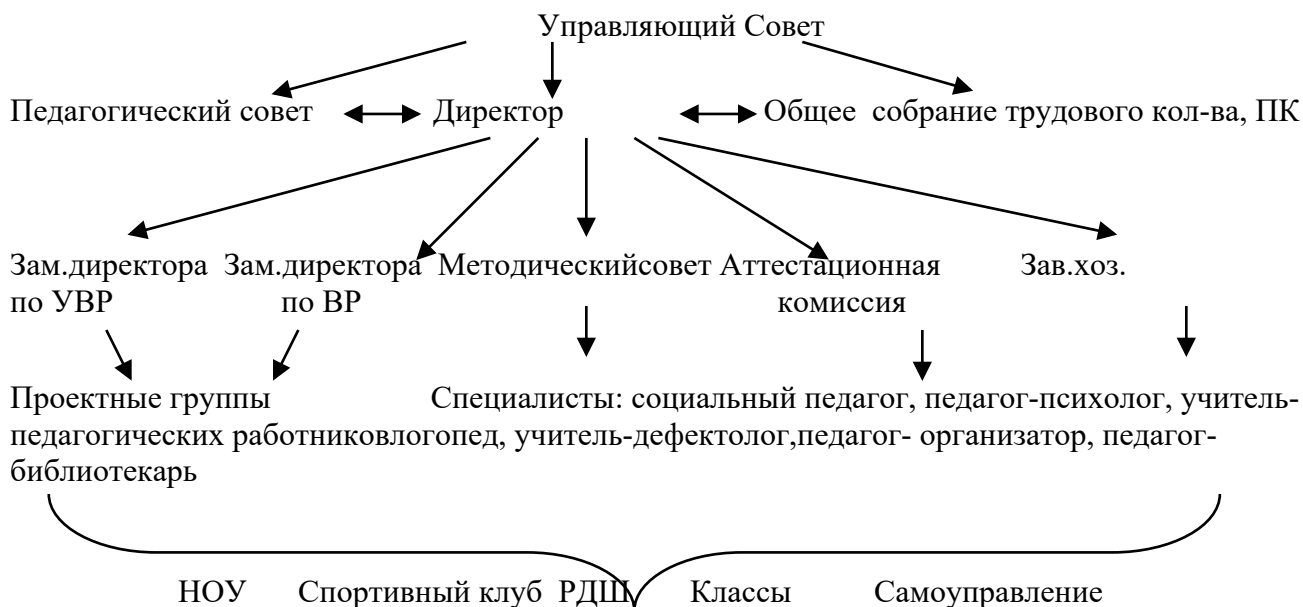 Управляющий Совет
Педагогический совет Директор Общее собрание трудового кол-ва, ПК
Зам.директора Зам.директора Методическийсовет Аттестационная Зав.хоз.
по УВР по ВР комиссия
Проектные группы Специалисты: социальный педагог, педагог-психолог, учитель-
педагогических работниковлогопед, учитель-дефектолог,педагог- организатор, педагог-
библиотекарь
НОУ Спортивный клуб РДШ Классы Самоуправление